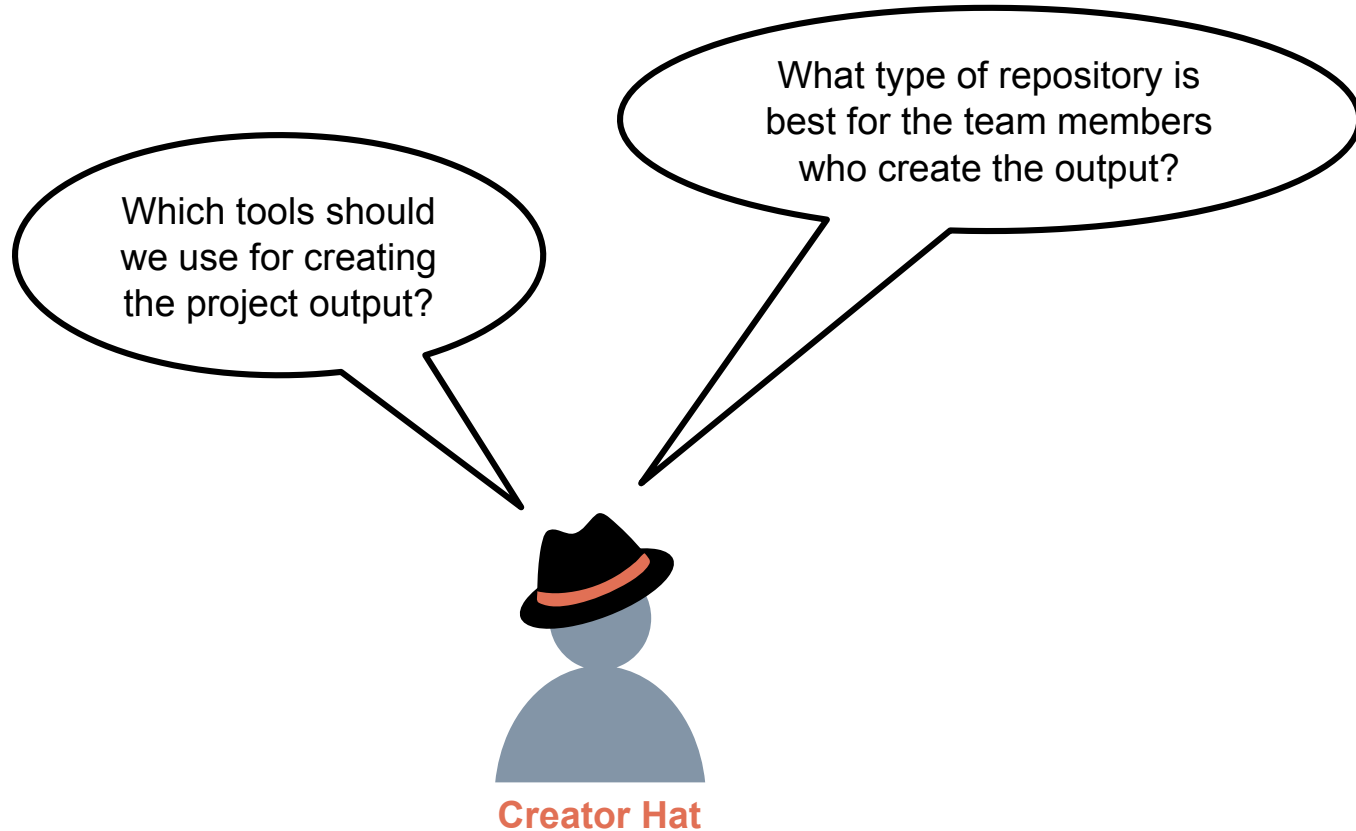 Which tools should
we use for creating
the project output?
What type of repository is
best for the team members
who create the output?
Creator Hat